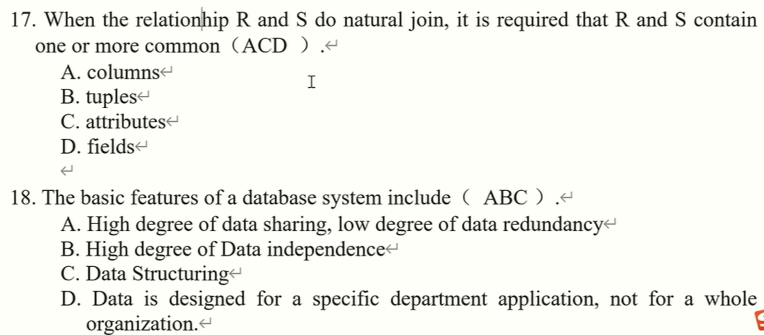 17. When the relationhip R and S do natural join, it is required that R and S contain
one or more common（ACD ）.↵
A. columns↵
B. tuples↵
C. attributes↵
D. fields↵
↵
18. The basic features of a database system include（ ABC ）.↵
A. High degree of data sharing, low degree of data redundancy↵
B. High degree of Data independence↵
C. Data Structuring↵
D. Data is designed for a specific department application, not for a whole
organization.↵